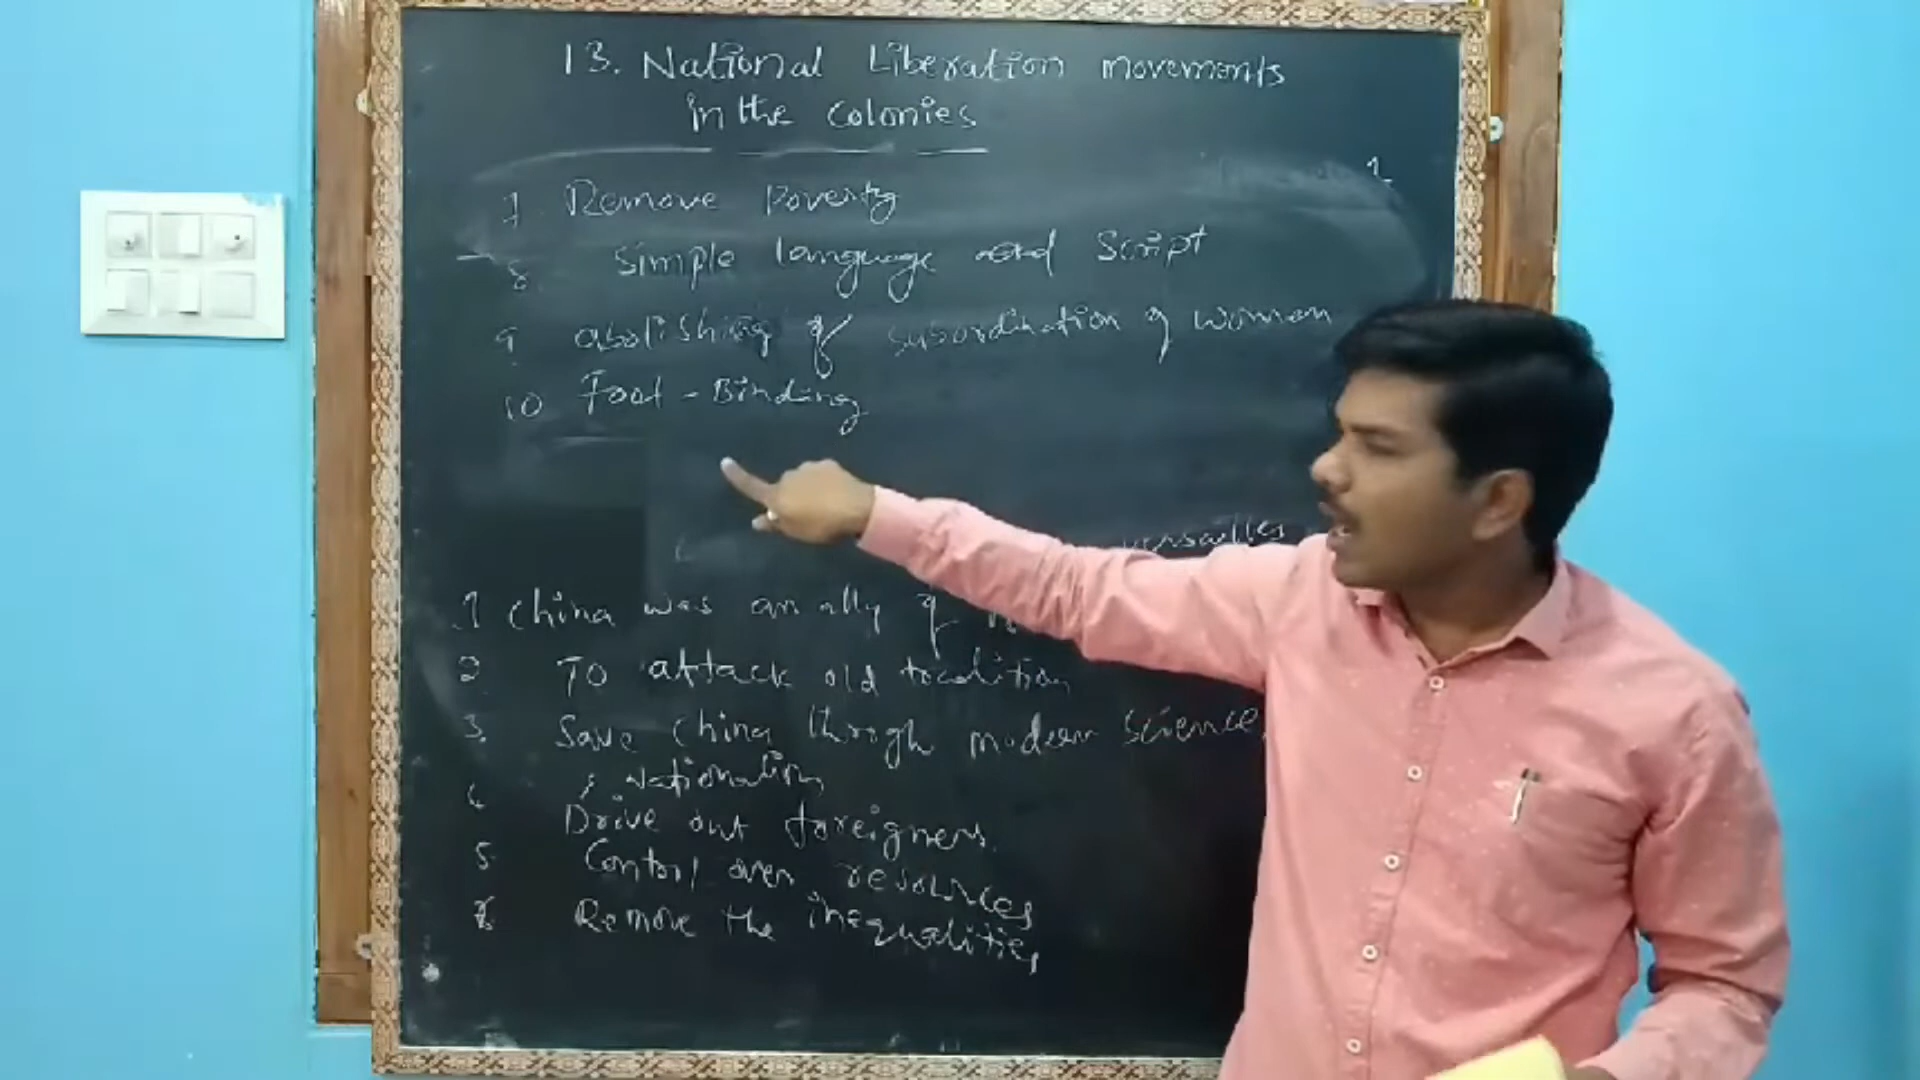 13. National Liberation movements
in the colonies
1
7 Remove Poverty
8 Simple language and Script
9 abolishing of subordination of women
10 Foot - Binding
versailles
1 China was an ally of
2 To attack old tradition
3. Save China through modern Science,
4 , nationalism
Drive out foreigners.
5 Control over resources
6 Remove the inequalities